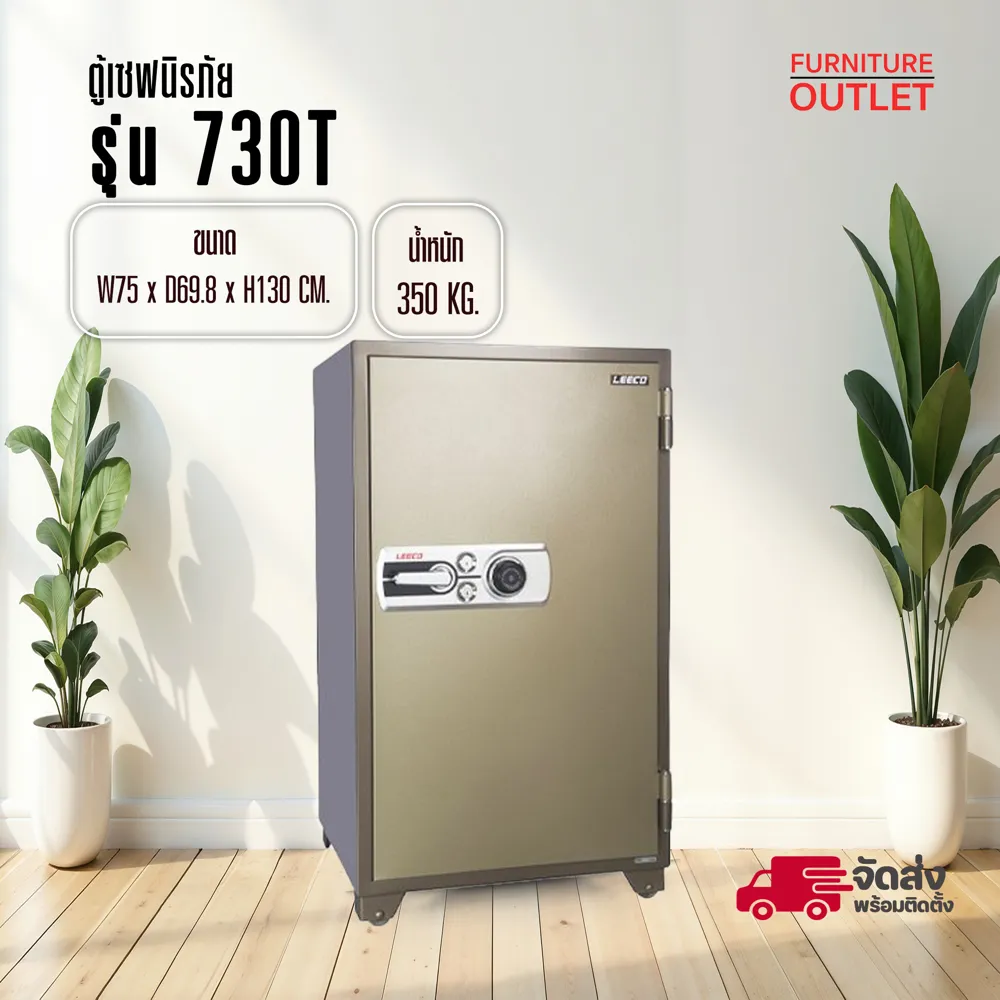 ตู้เซฟนิรภัย
รุ่น 730T
FURNITURE
OUTLET
ขนาด
W75 x D69.8 x H130 CM.
น้ำหนัก
350 KG.
LEECO
LEECO
จัดส่ง
พร้อมติดตั้ง